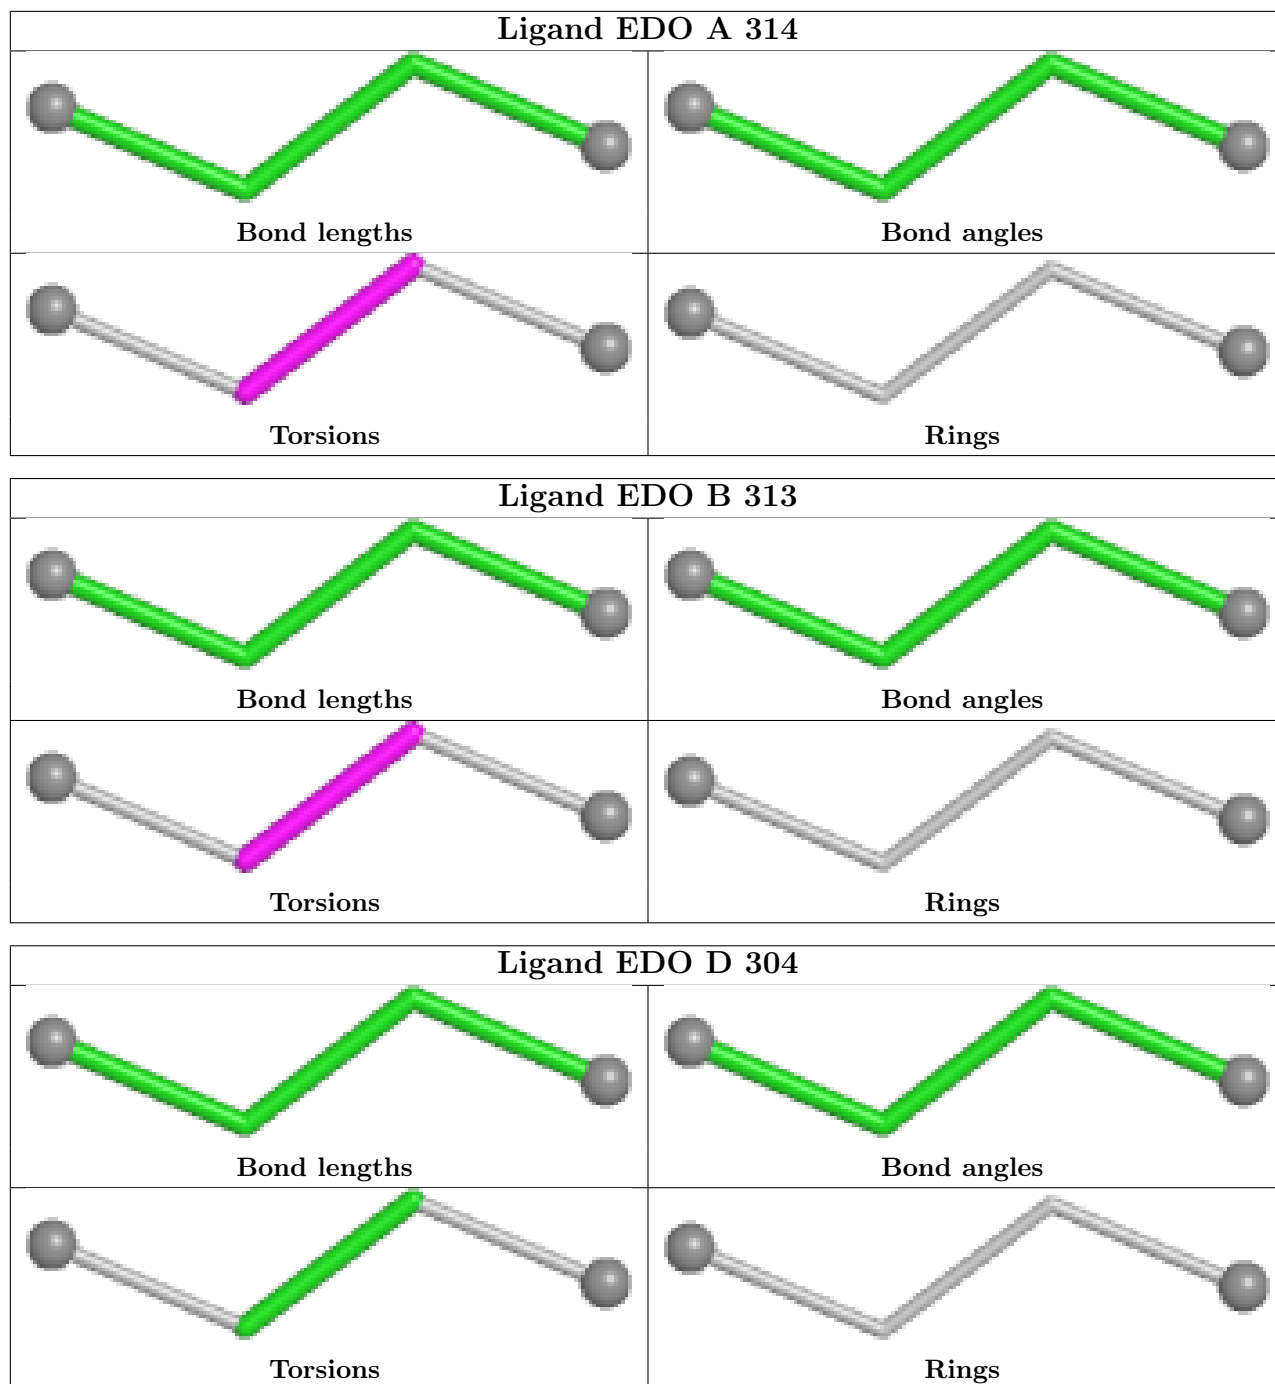 Ligand EDO A 314
Bond lengths
Bond angles
Torsions
Rings
Ligand EDO B 313
Bond lengths
Bond angles
Torsions
Rings
Ligand EDO D 304
Bond lengths
Bond angles
Torsions
Rings